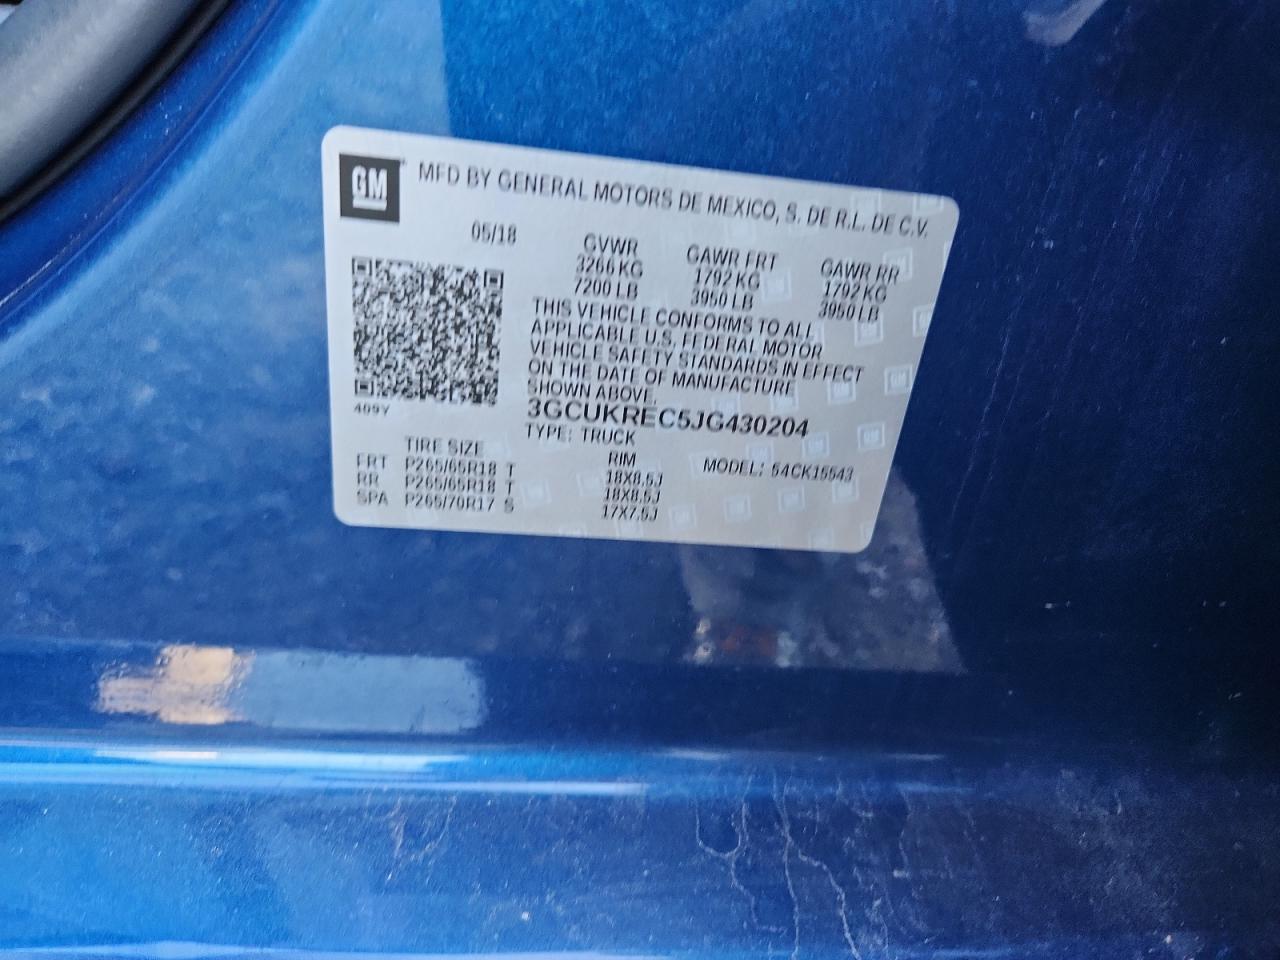 GM
MFD BY GENERAL MOTORS DE MEXICO, S. DE R.L. DE C.V.
05/18 GVWR GAWR FRT GAWR RR
3266 KG 1792 KG 1792 KG
7200 LB 3950 LB 3950 LB
THIS VEHICLE CONFORMS TO ALL
APPLICABLE U.S. FEDERAL MOTOR
VEHICLE SAFETY STANDARDS IN EFFECT
ON THE DATE OF MANUFACTURE
SHOWN ABOVE.
409Y
3GCUKREC5JG430204
TYPE: TRUCK
TIRE SIZE RIM MODEL: 54CK15543
FRT P265/65R18 T 18X8.5J
RR P265/65R18 T 18X8.5J
SPA P265/70R17 S 17X7.5J